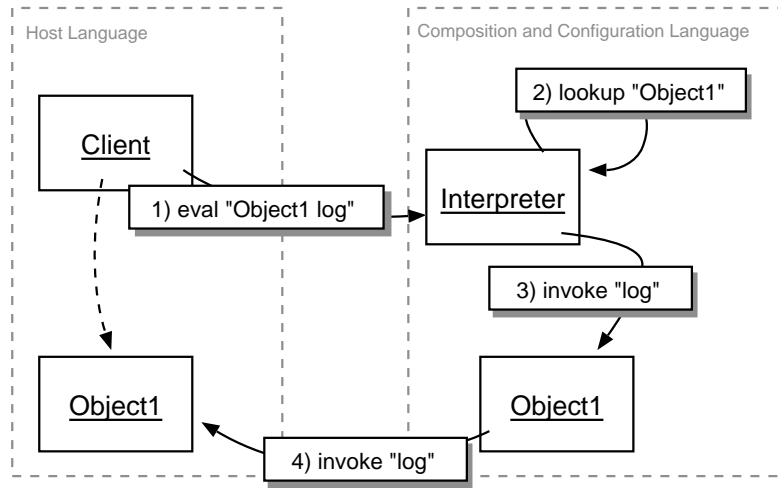 Host Language
Composition and Configuration Language
2) lookup "Object1"
Client
Interpreter
1) eval "Object1 log"
3) invoke "log"
Object1
Object1
4) invoke "log"